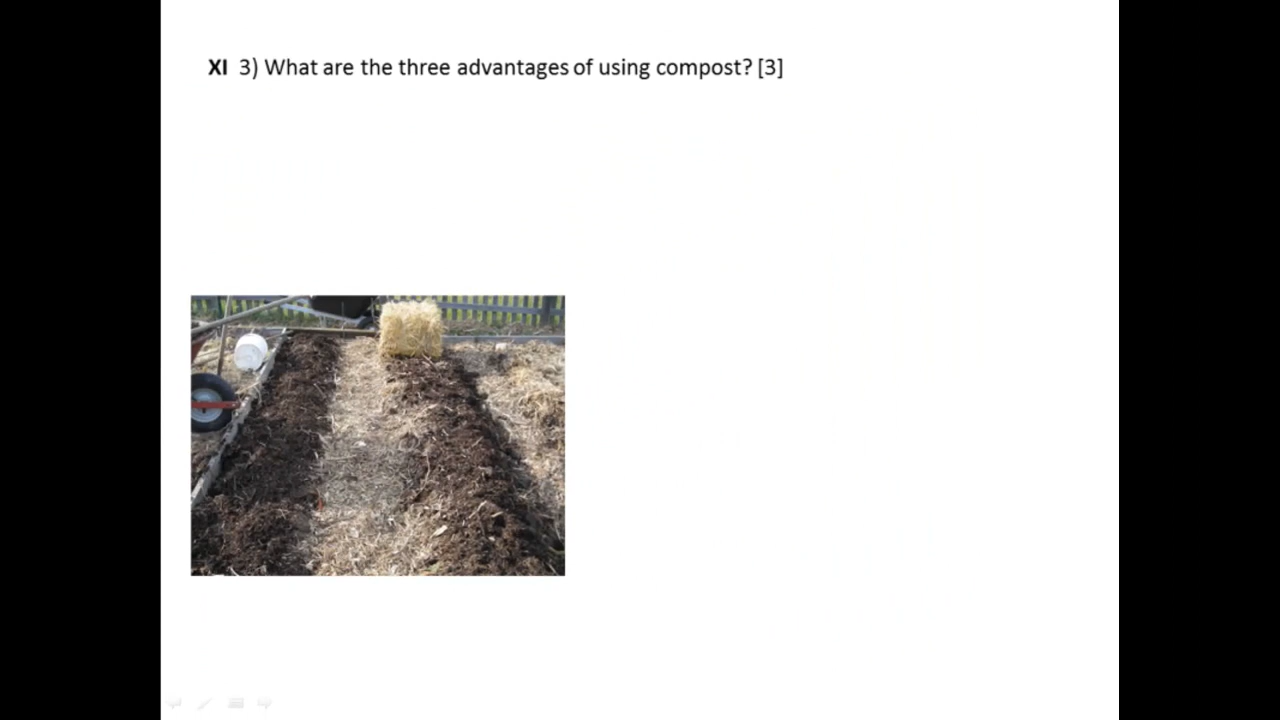 XI 3) What are the three advantages of using compost? [3]